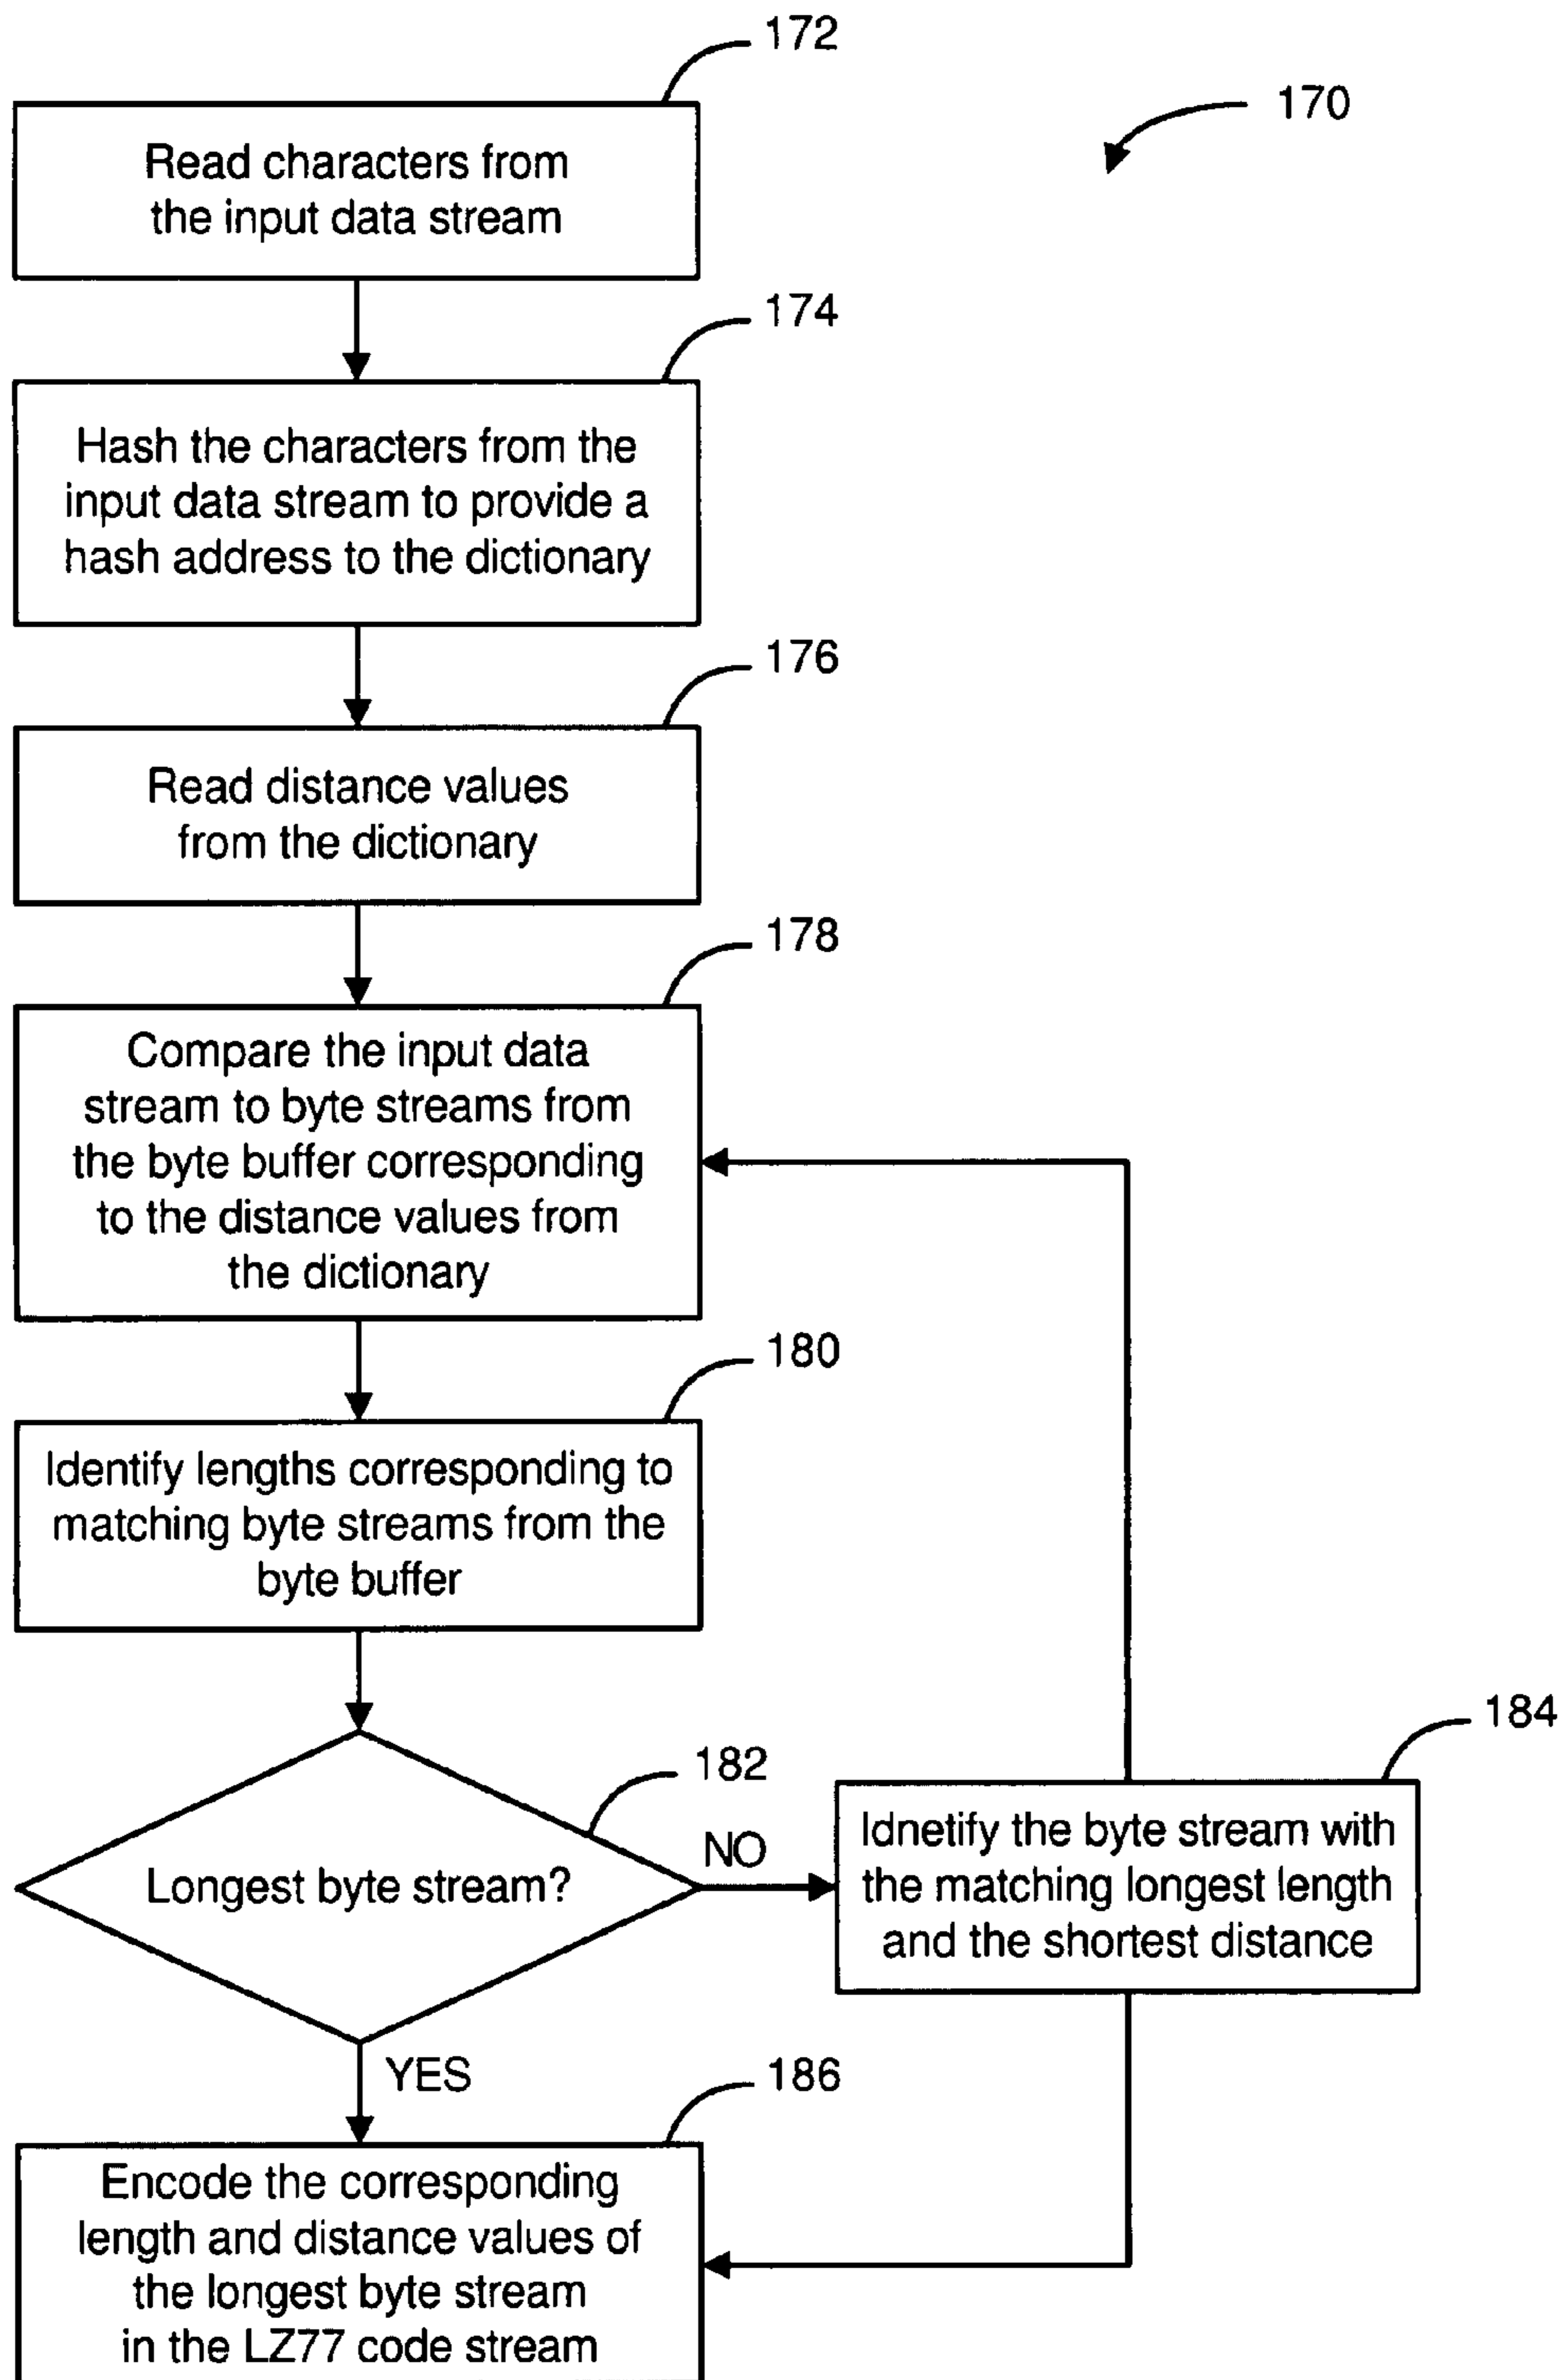 172
170
Read characters from
the input data stream
174
Hash the characters from the
input data stream to provide a
hash address to the dictionary
176
Read distance values
from the dictionary
178
Compare the input data
stream to byte streams from
the byte buffer corresponding
to the distance values from
the dictionary
180
Identify lengths corresponding to
matching byte streams from the
byte buffer
182
Longest byte stream?
NO
184
Idnetify the byte stream with
the matching longest length
and the shortest distance
YES
186
Encode the corresponding
length and distance values of
the longest byte stream
in the LZ77 code stream